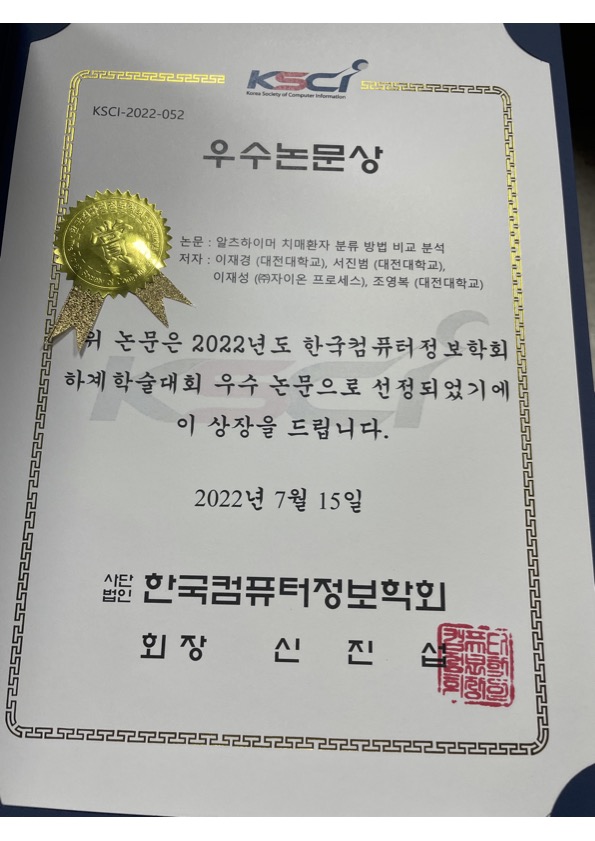 KSCI
Korea Society of Computer Information
KSCI-2022-052
우수논문상
논문 : 알츠하이머 치매환자 분류 방법 비교 분석
저자 : 이재경 (대전대학교), 서진범 (대전대학교),
이재성 (㈜자이온 프로세스), 조영복 (대전대학교)
위 논문은 2022년도 한국컴퓨터정보학회
하계학술대회 우수 논문으로 선정되었기에
이 상장을 드립니다.
2022년 7월 15일
사단법인 한국컴퓨터정보학회
회장 신진섭